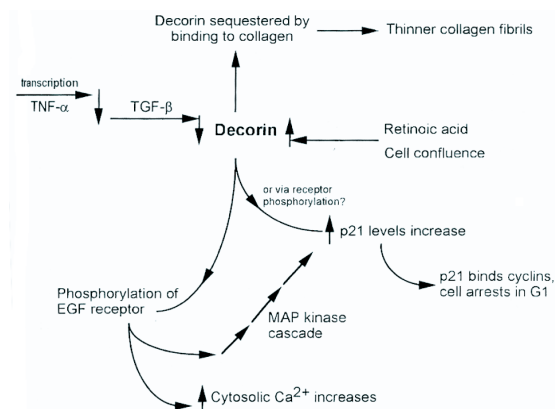 Decorin sequestered by
binding to collagen
Thinner collagen fibrils
transcription
TNF-α
TGF-β
Decorin
Retinoic acid
Cell confluence
or via receptor
phosphorylation?
p21 levels increase
p21 binds cyclins,
cell arrests in G1
Phosphorylation of
EGF receptor
MAP kinase
cascade
Cytosolic Ca²⁺ increases